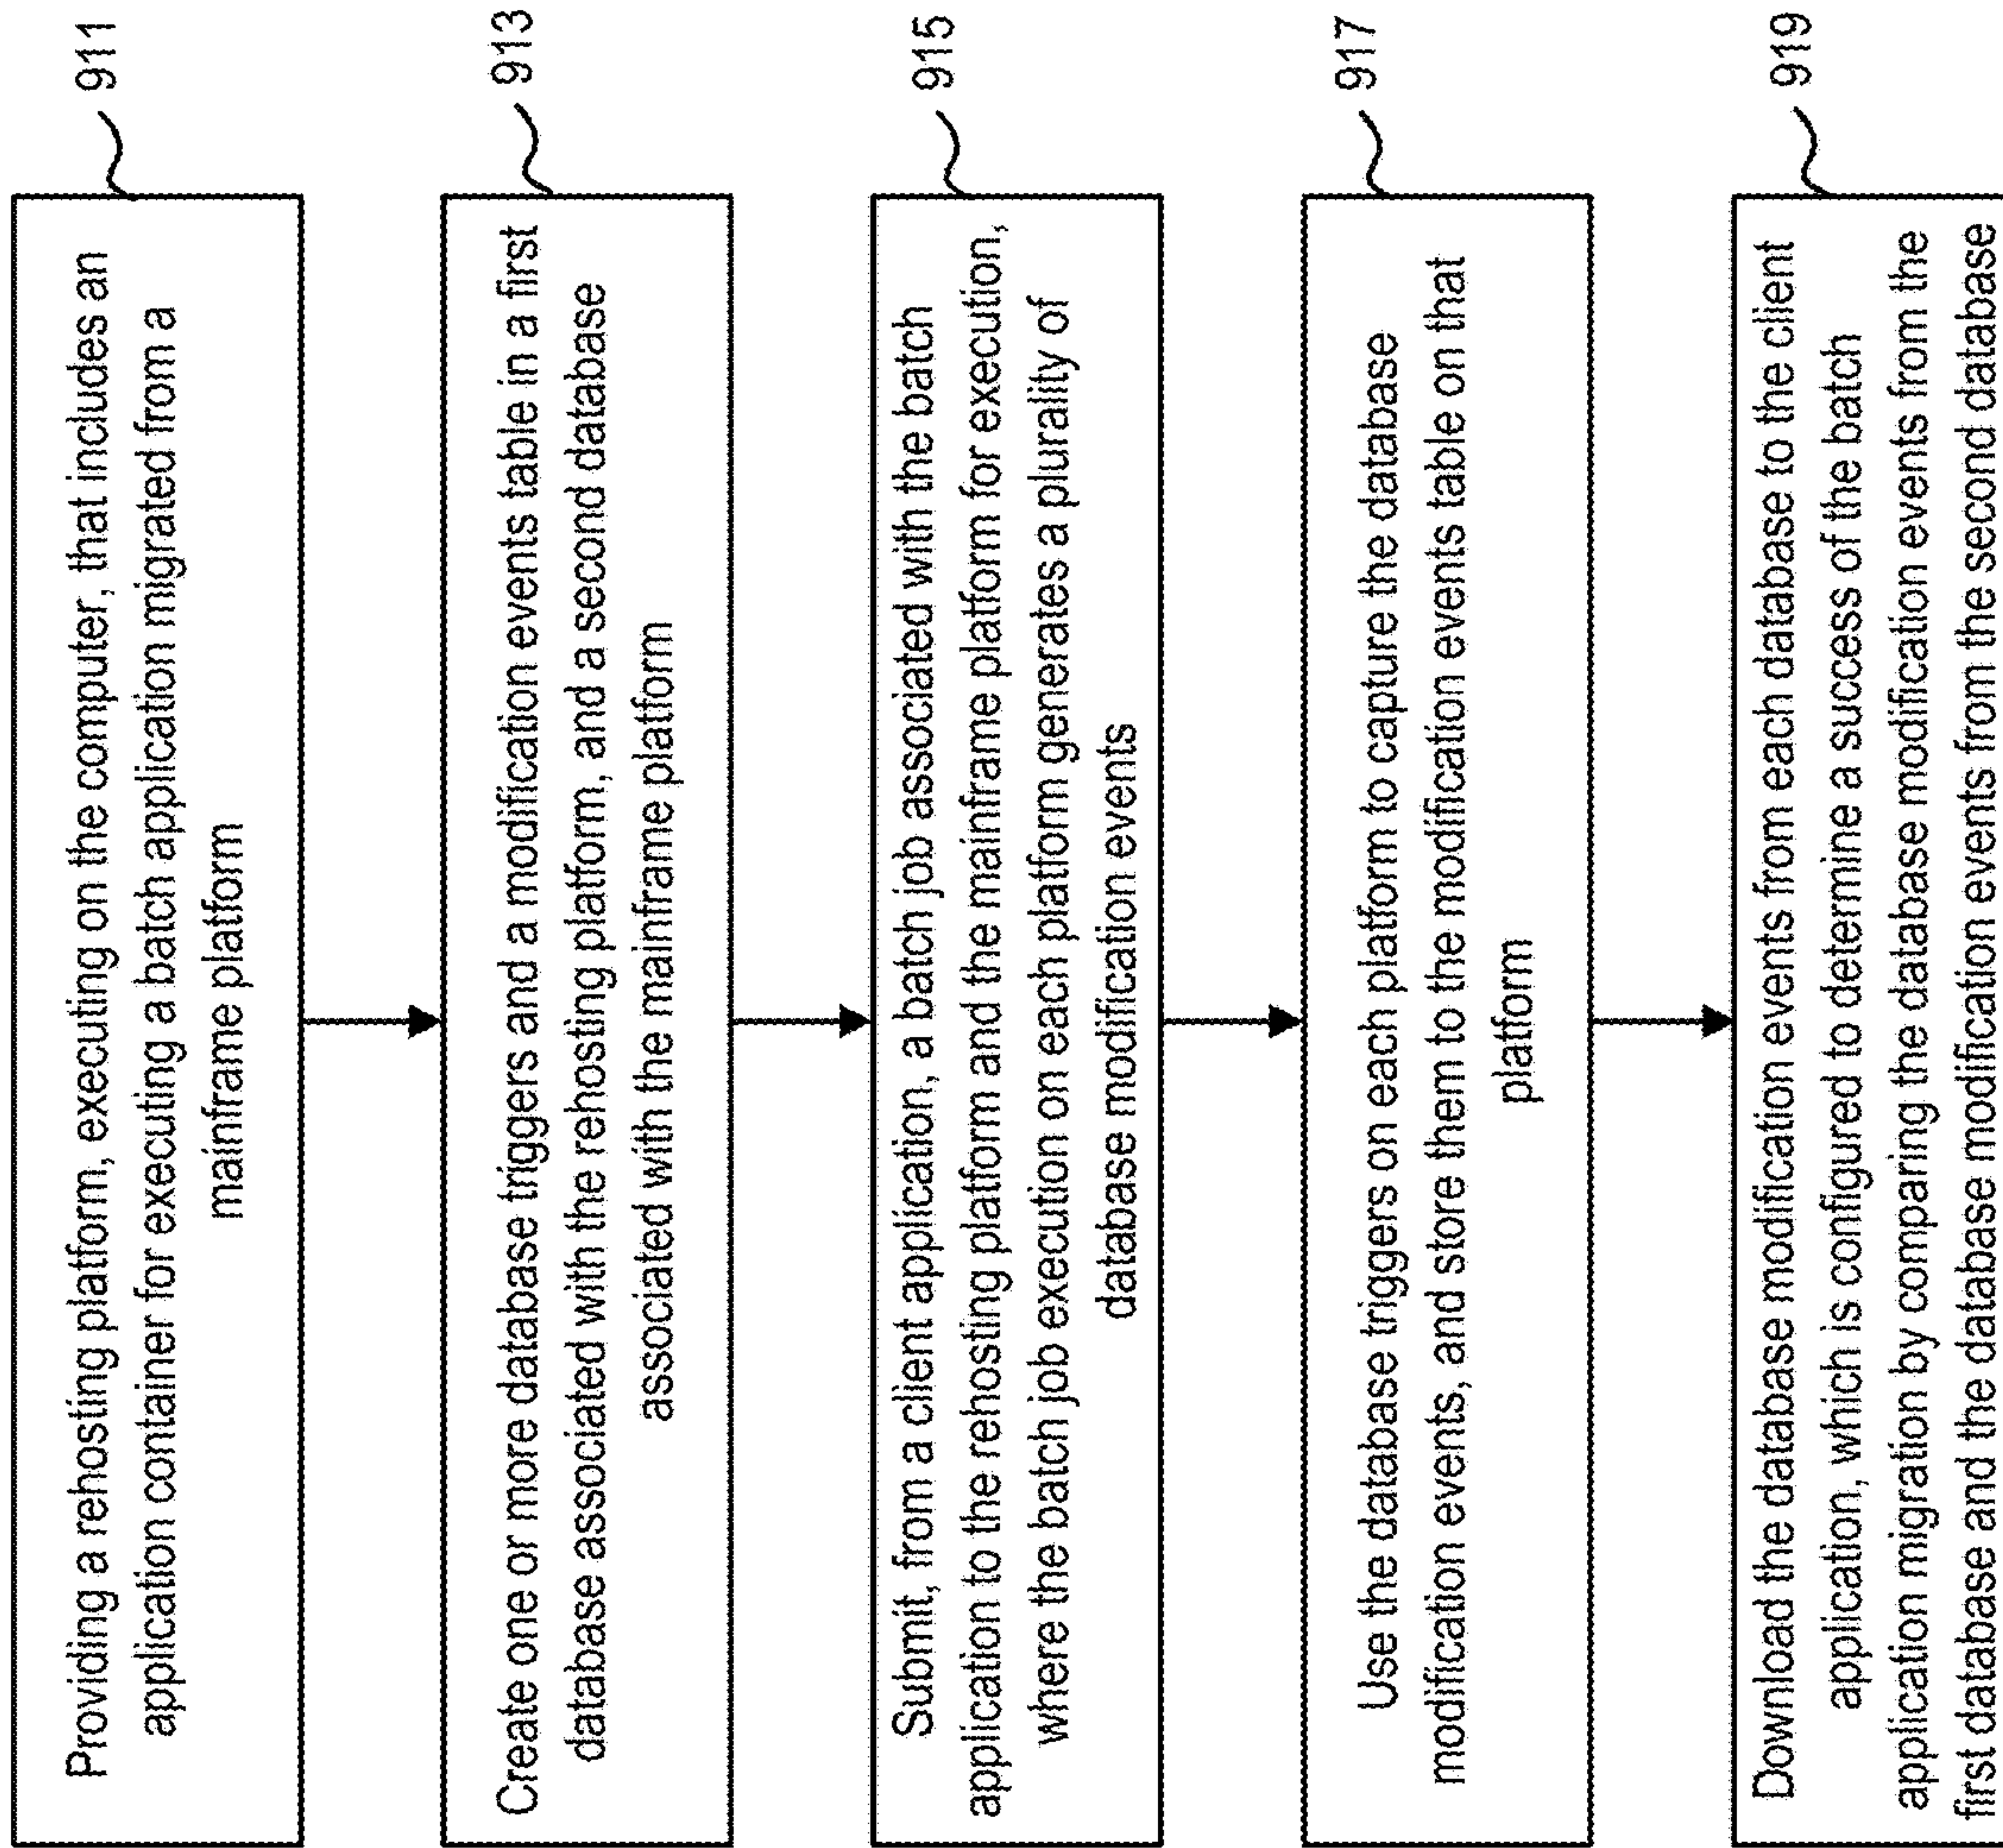 Providing a rehosting platform, executing on the computer, that includes an
application container for executing a batch application migrated from a
mainframe platform
911
Create one or more database triggers and a modification events table in a first
database associated with the rehosting platform, and a second database
associated with the mainframe platform
913
Submit, from a client application, a batch job associated with the batch
application to the rehosting platform and the mainframe platform for execution,
where the batch job execution on each platform generates a plurality of
database modification events
915
Use the database triggers on each platform to capture the database
modification events, and store them to the modification events table on that
platform
917
Download the database modification events from each database to the client
application, which is configured to determine a success of the batch
application migration by comparing the database modification events from the
first database and the database modification events from the second database
919